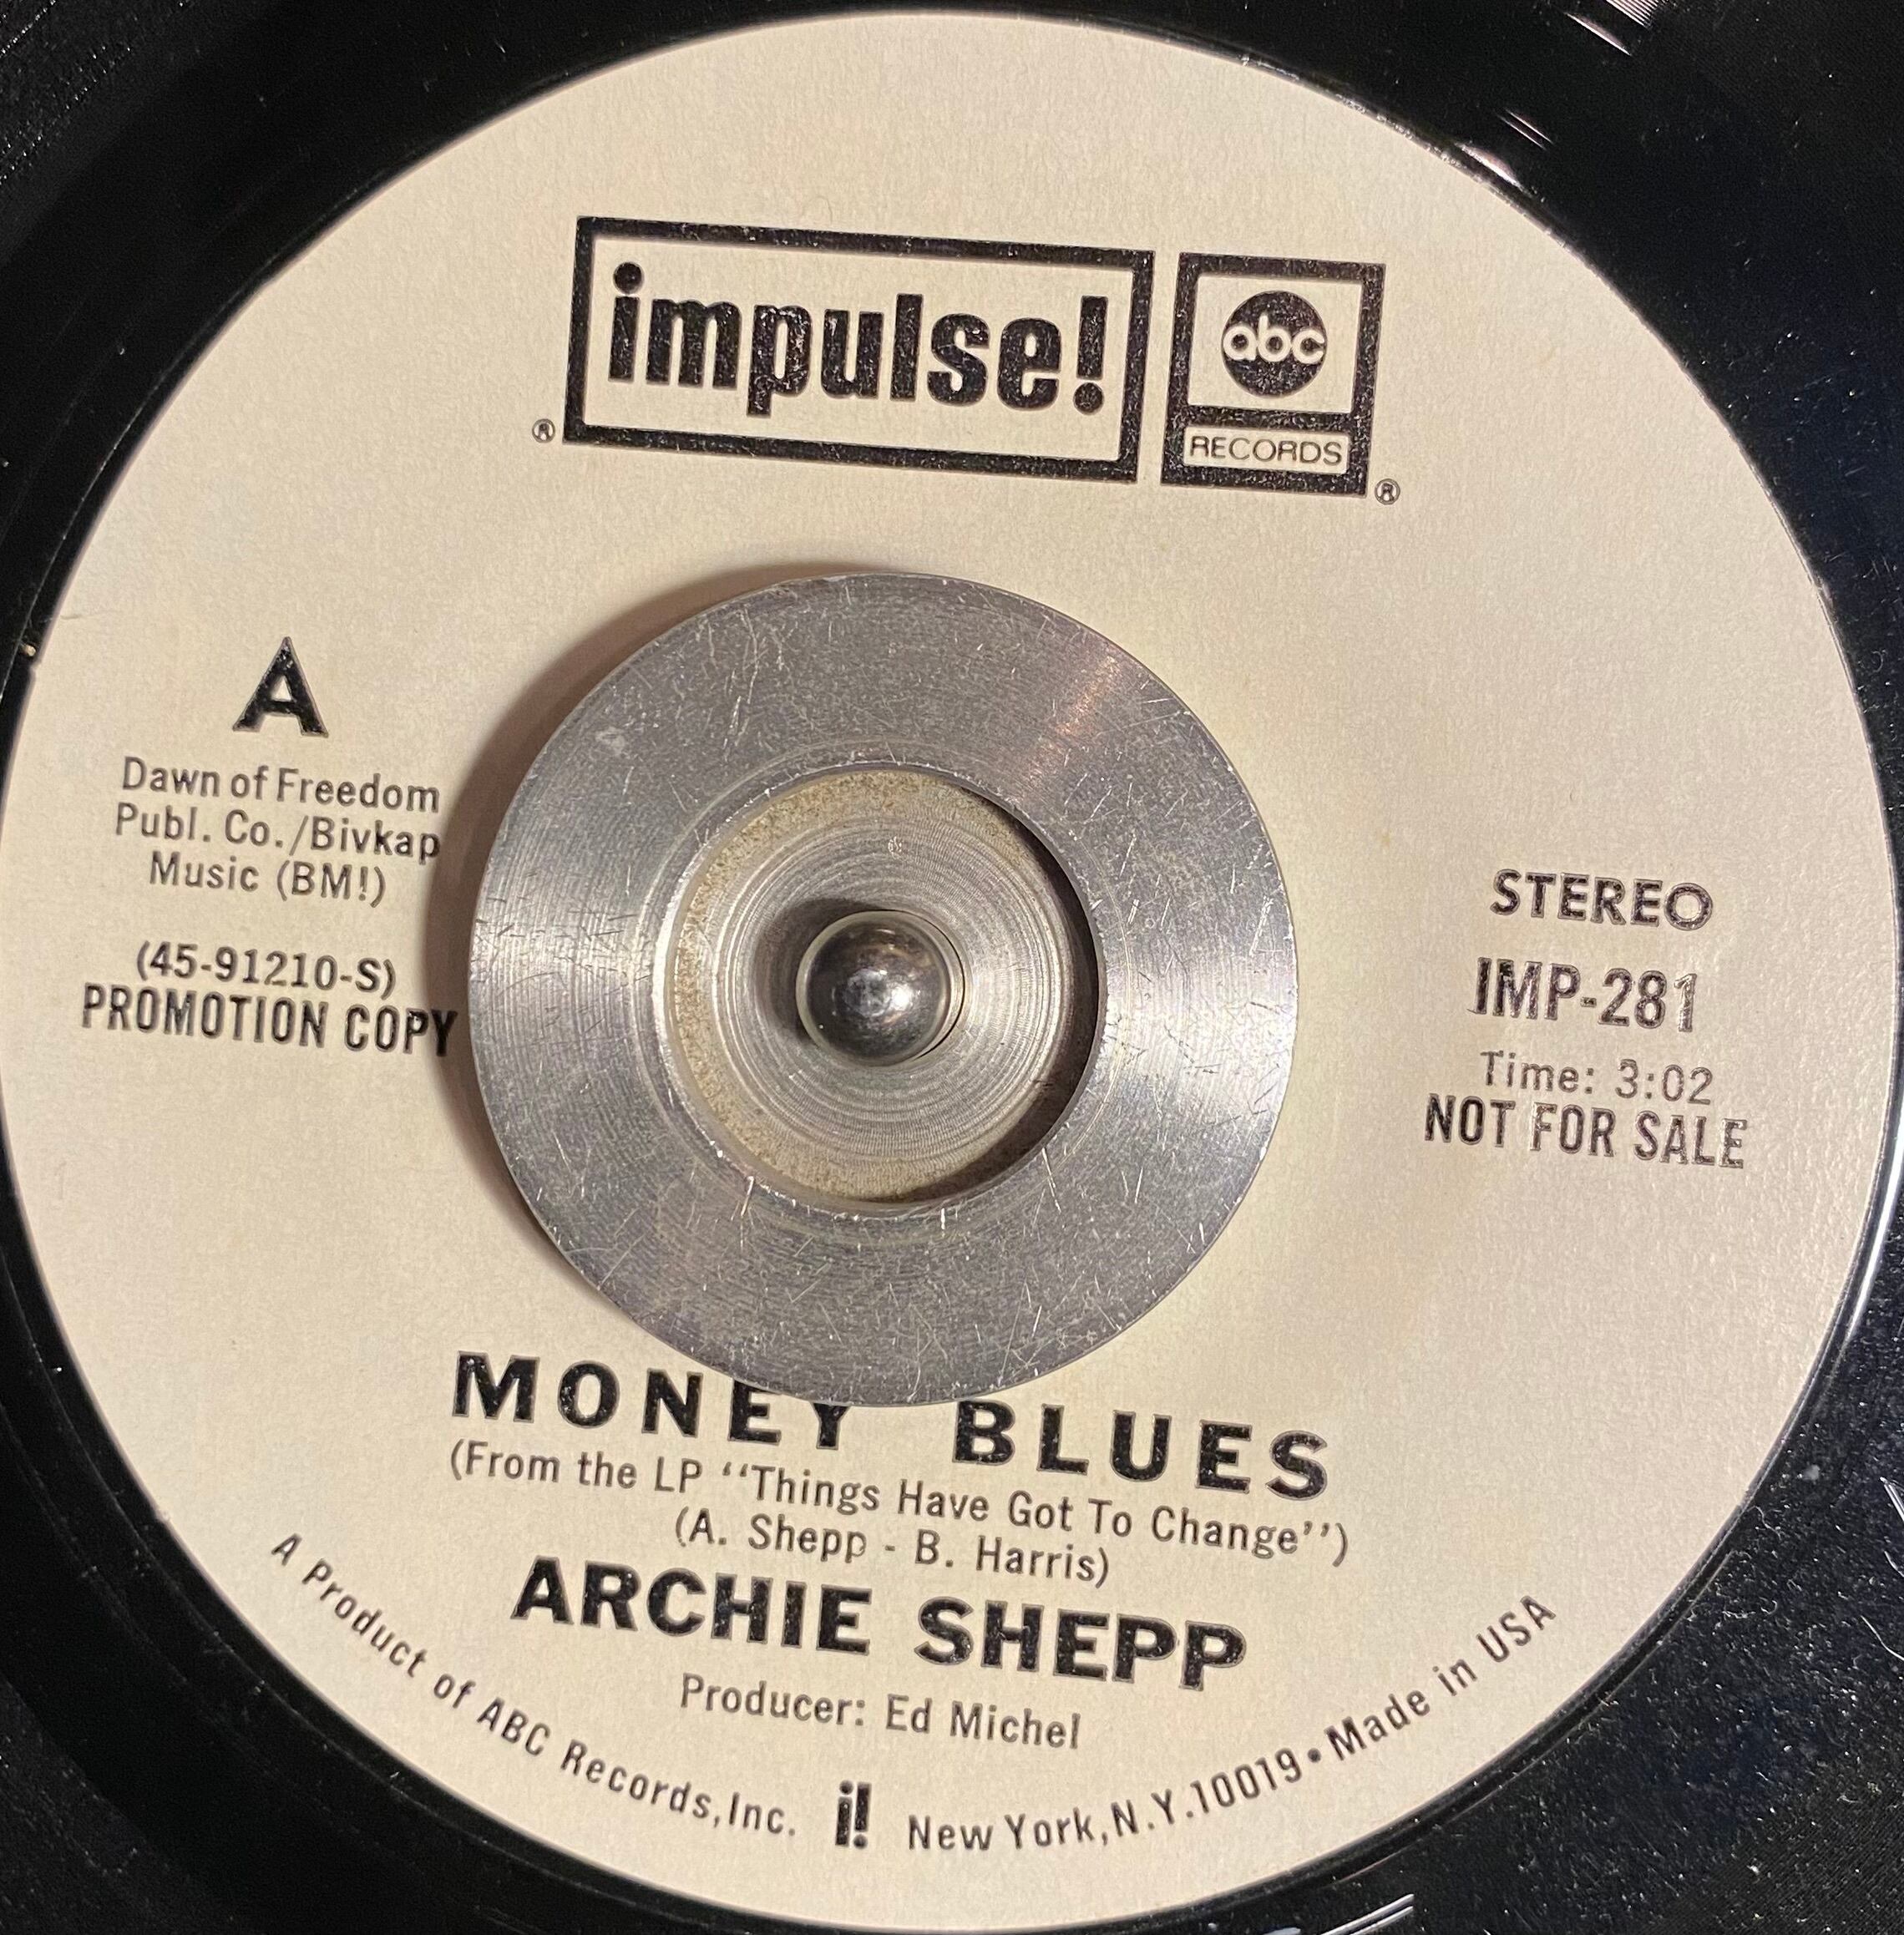 impulse!
abc
RECORDS
®
®
A
Dawn of Freedom
Publ. Co./Bivkap
Music (BM!)
(45-91210-S)
PROMOTION COPY
STEREO
IMP-281
Time: 3:02
NOT FOR SALE
MONEY BLUES
(From the LP ‘‘Things Have Got To Change’’)
(A. Shepp - B. Harris)
ARCHIE SHEPP
Producer: Ed Michel
A Product of ABC Records, Inc. i! New York, N.Y. 10019 • Made in USA